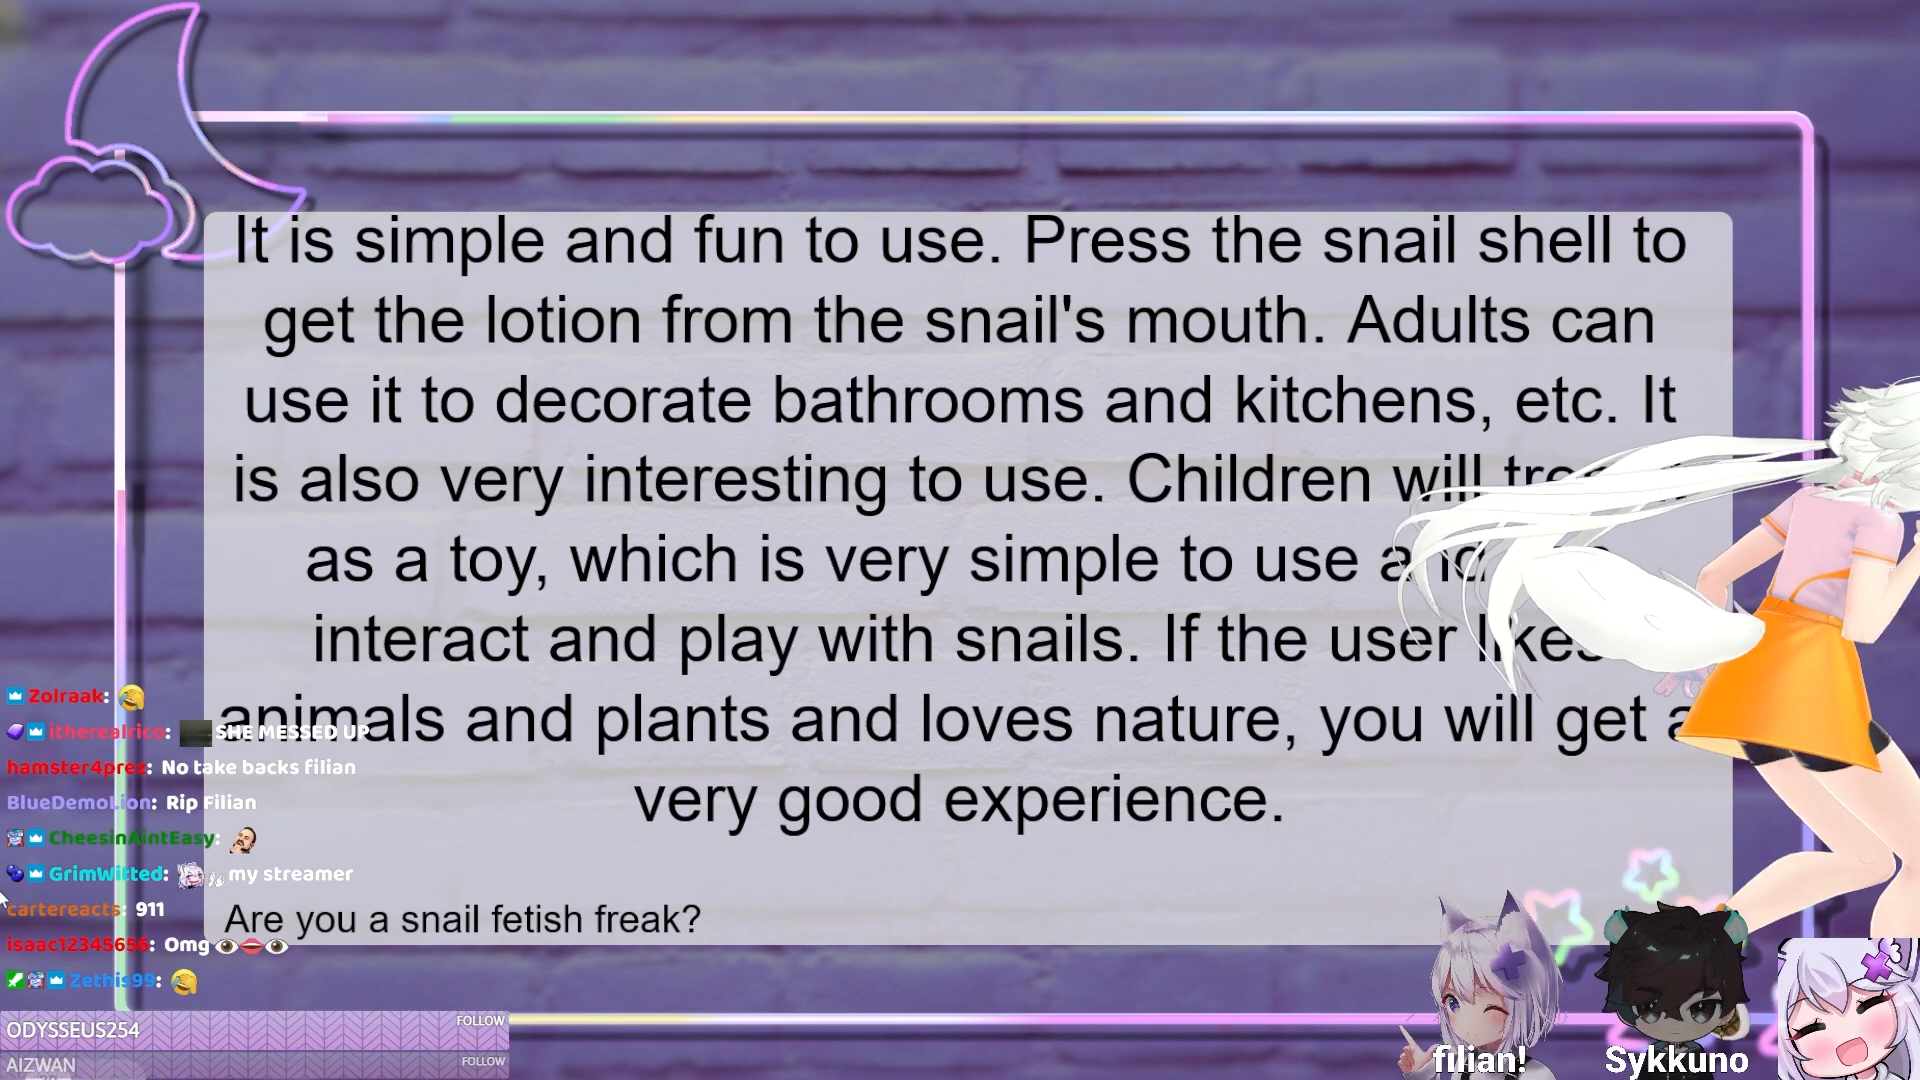 It is simple and fun to use. Press the snail shell to
get the lotion from the snail's mouth. Adults can
use it to decorate bathrooms and kitchens, etc. It
is also very interesting to use. Children will
as a toy, which is very simple to use
interact and play with snails. If the user likes
animals and plants and loves nature, you will get a
very good experience.
Are you a snail fetish freak?
Zolraak:
itherealrico: SHE MESSED UP
hamster4prez: No take backs filian
BlueDemoLion: Rip Filian
CheesinAintEasy:
GrimWitted: my streamer
cartereacts: 911
isaac12345656: Omg
Zethis99:
ODYSSEUS254 FOLLOW
AIZWAN FOLLOW
filian! Sykkuno